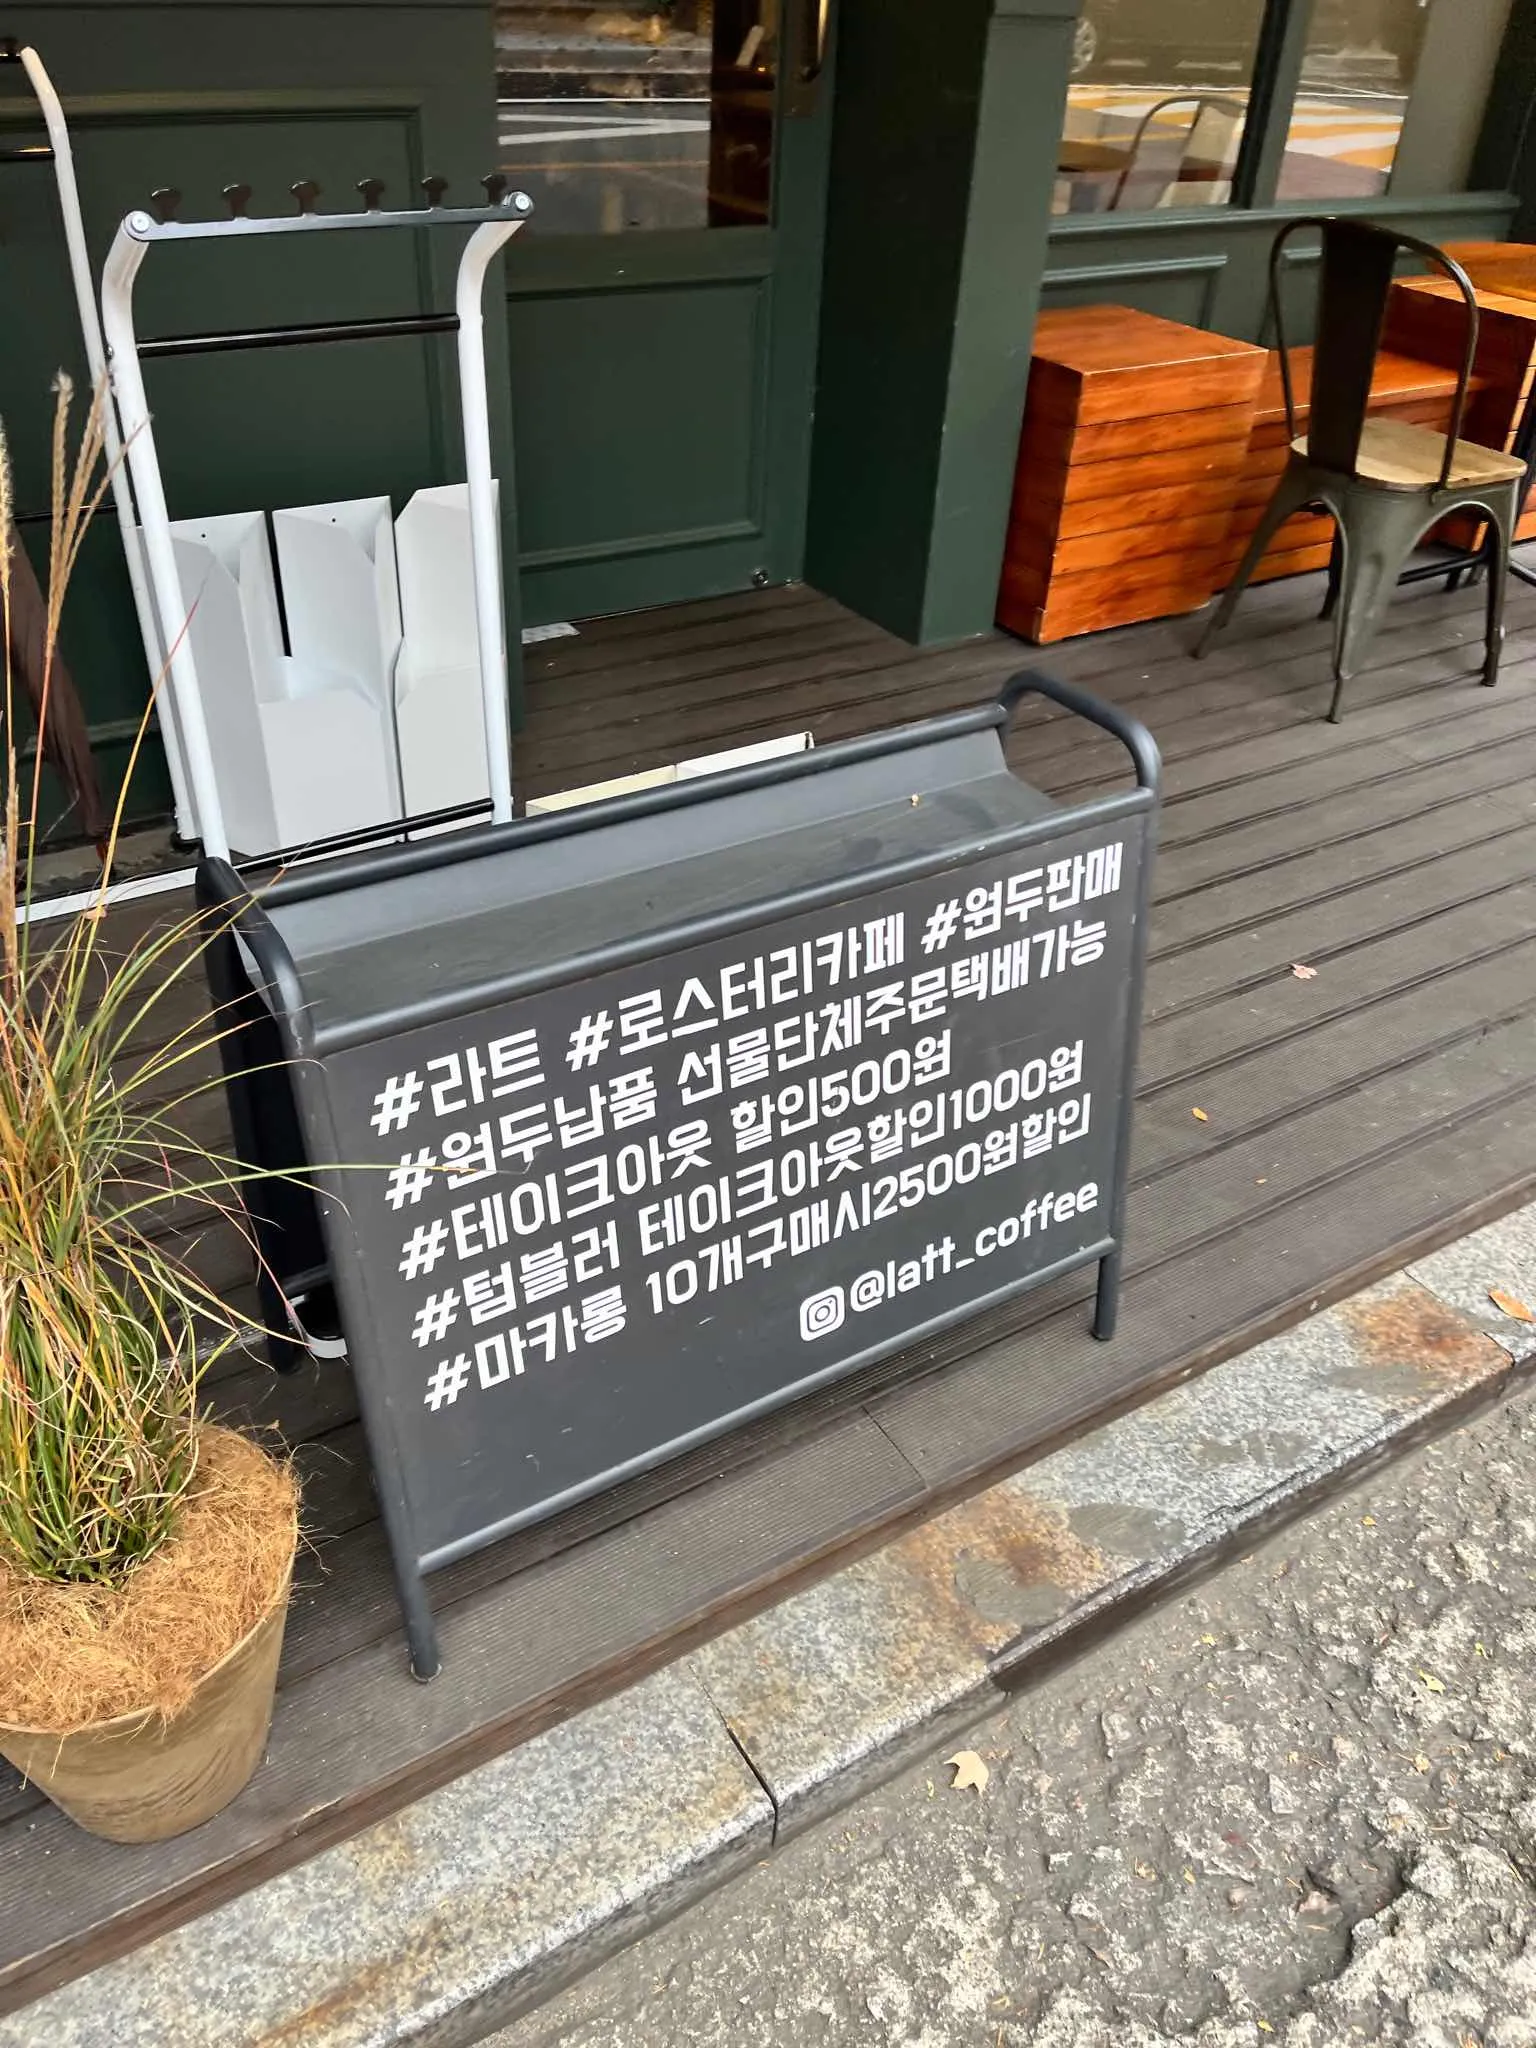 #라트 #로스터리카페 #원두판매
#원두납품 선물단체주문택배가능
#테이크아웃 할인500원
#텀블러 테이크아웃할인1000원
#마카롱 10개구매시2500원할인
@latt_coffee